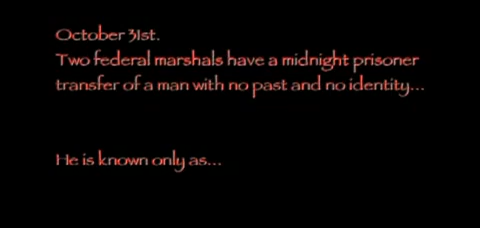 October 31st.
Two federal marshals have a midnight prisoner
transfer of a man with no past and no identity...
He is known only as...